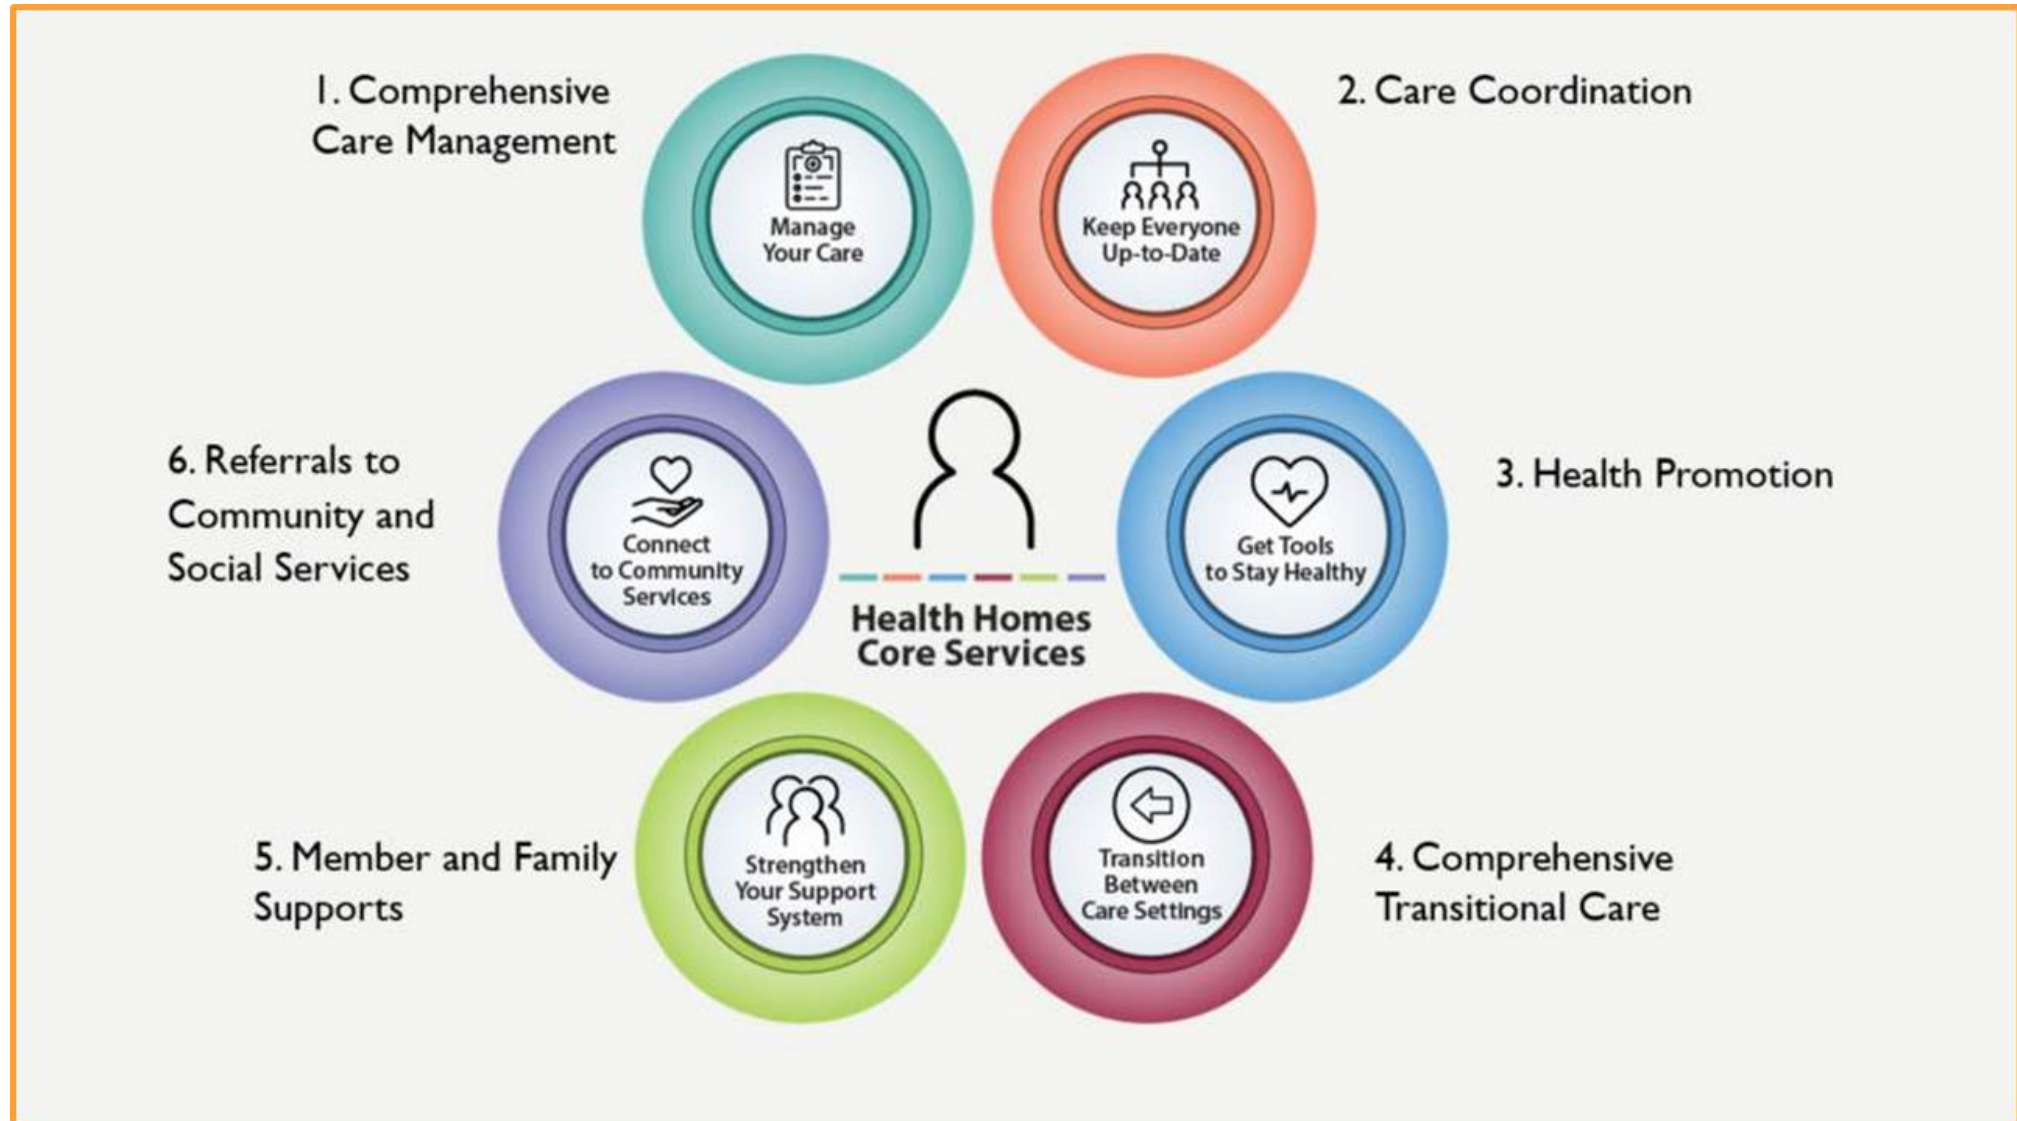 1. Comprehensive
Care Management
Manage
Your Care
2. Care Coordination
Keep Everyone
Up-to-Date
3. Health Promotion
Get Tools
to Stay Healthy
4. Comprehensive
Transitional Care
Transition
Between
Care Settings
5. Member and Family
Supports
Strengthen
Your Support
System
6. Referrals to
Community and
Social Services
Connect
to Community
Services
Health Homes
Core Services